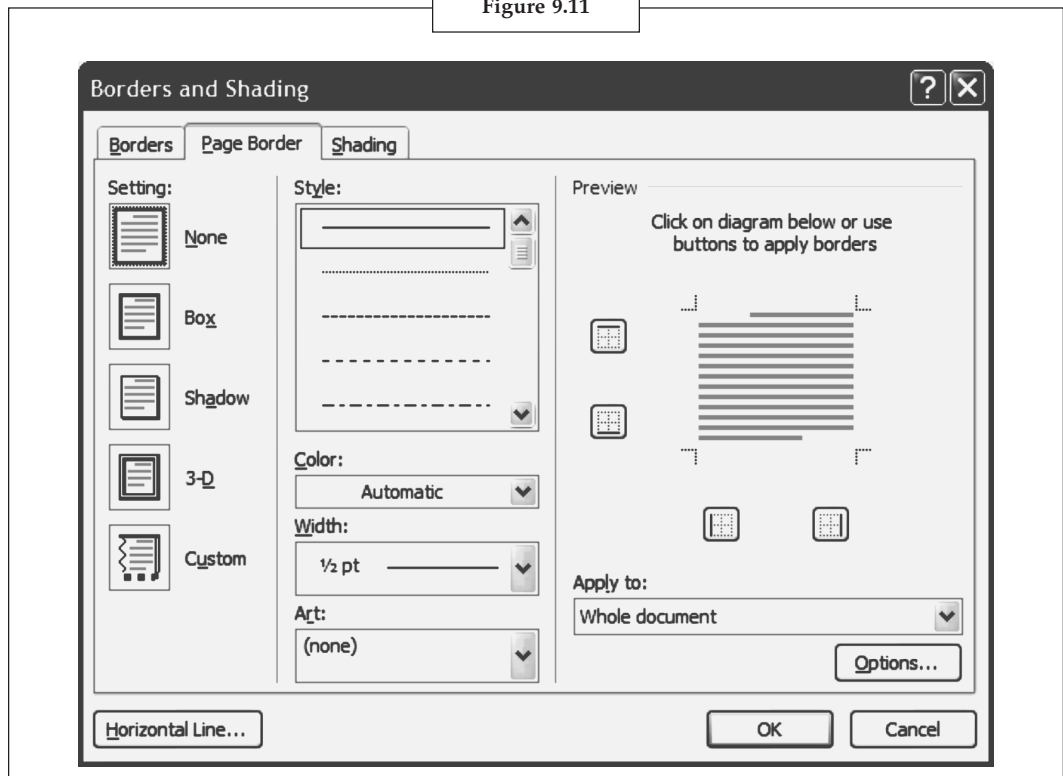 Figure 9.11
Borders and Shading
Borders
Page Border
Shading
Setting:
None
Box
Shadow
3-D
Custom
Style:
Color:
Automatic
Width:
½ pt
Art:
(none)
Preview
Click on diagram below or use
buttons to apply borders
Apply to:
Whole document
Options...
Horizontal Line...
OK
Cancel